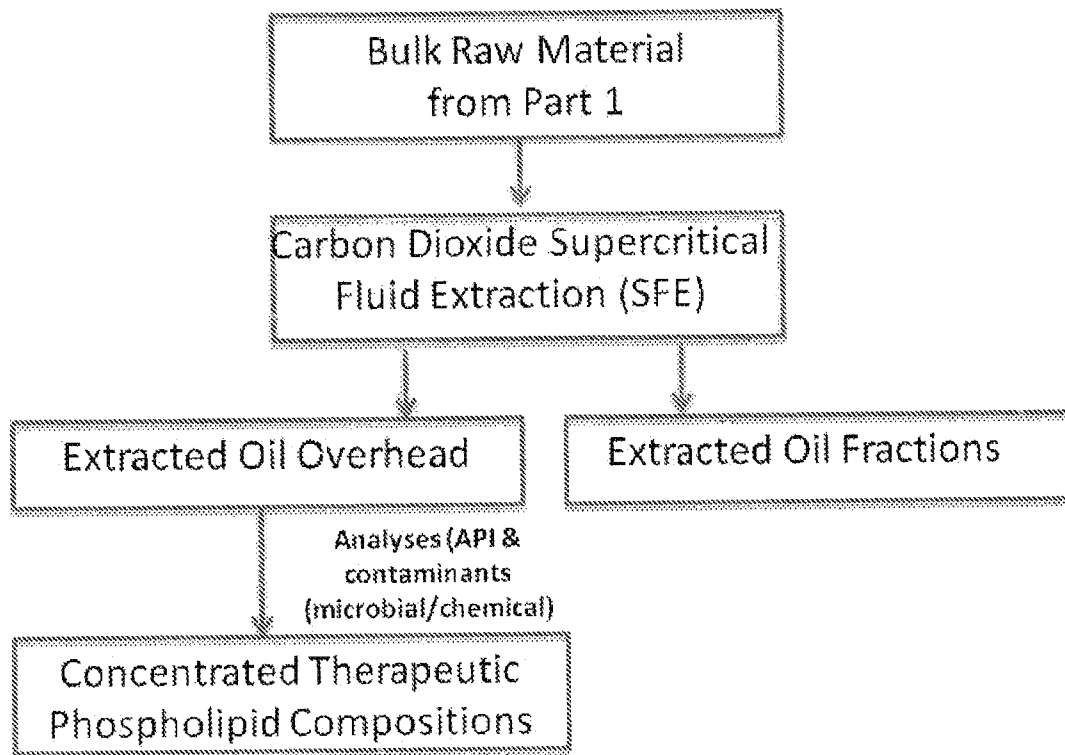 Bulk Raw Material
from Part 1
Carbon Dioxide Supercritical
Fluid Extraction (SFE)
Extracted Oil Overhead
Extracted Oil Fractions
Analyses (API &
contaminants
(microbial/chemical)
Concentrated Therapeutic
Phospholipid Compositions